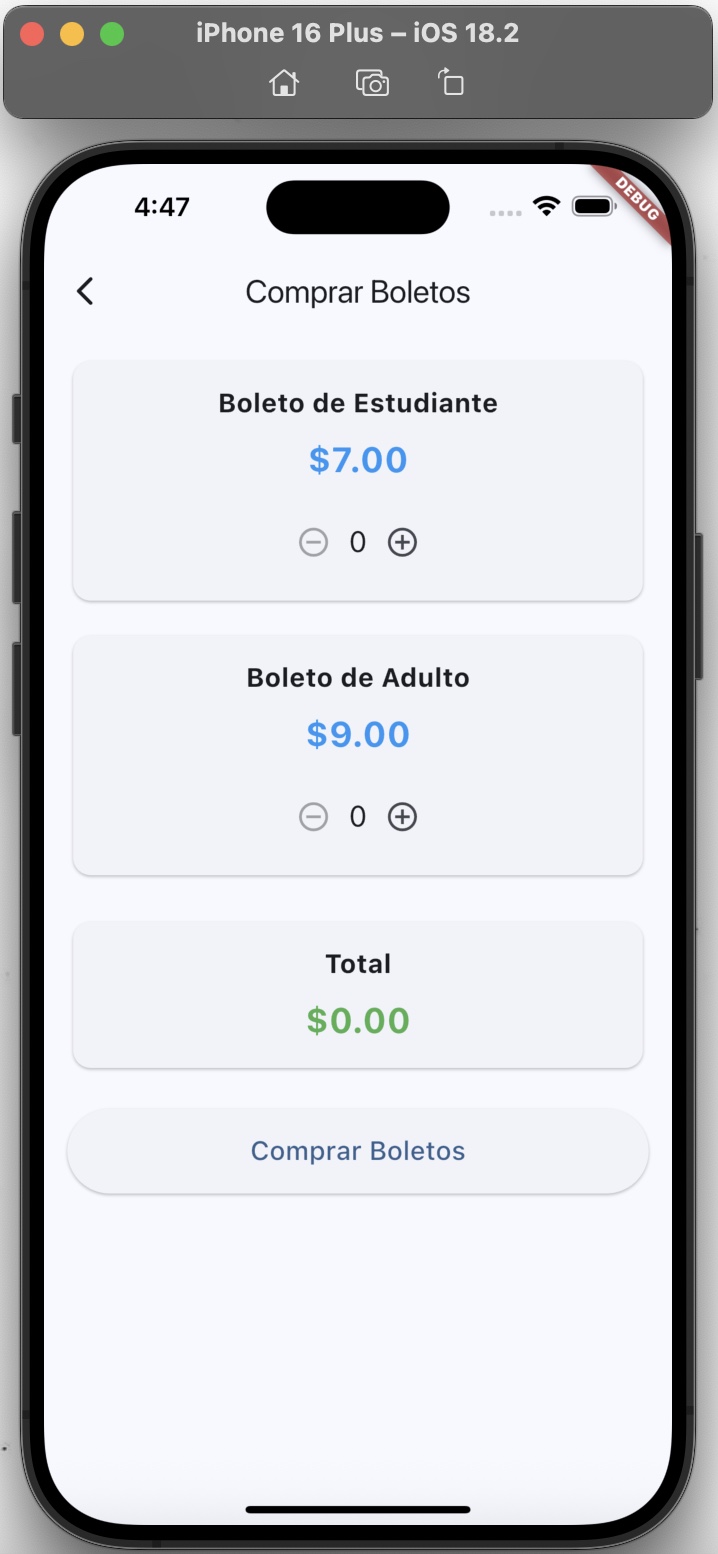 iPhone 16 Plus – iOS 18.2
4:47
DEBUG
Comprar Boletos
Boleto de Estudiante
$7.00
0
Boleto de Adulto
$9.00
0
Total
$0.00
Comprar Boletos